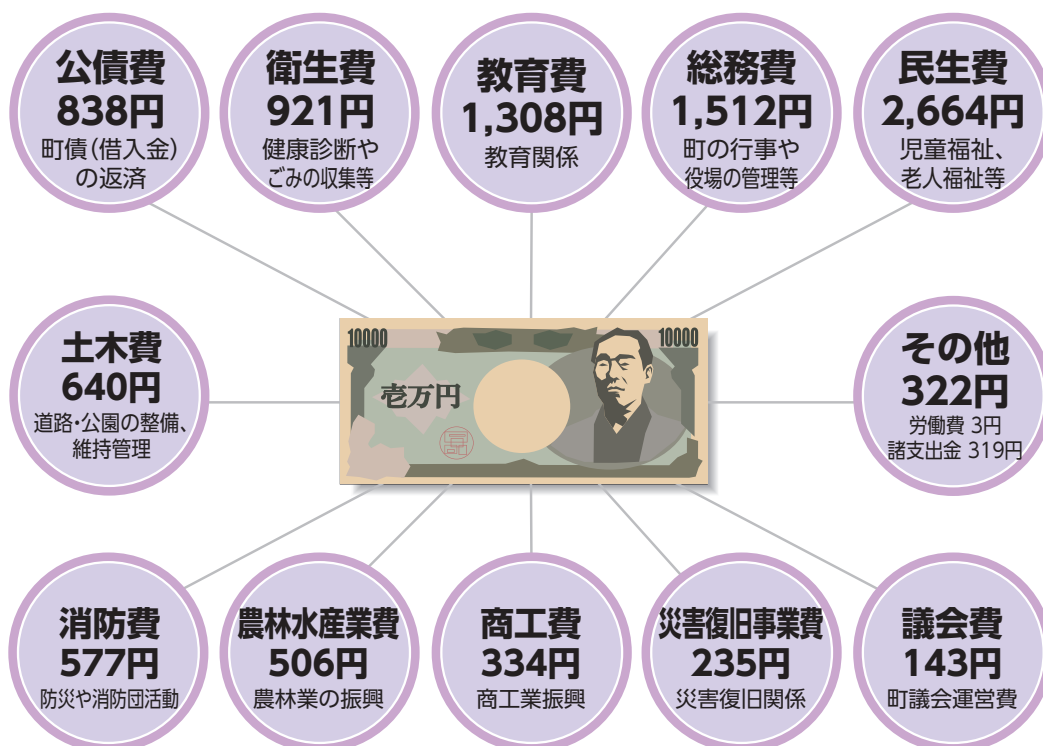 公債費
838円
町債(借入金)
の返済
衛生費
921円
健康診断や
ごみの収集等
教育費
1,308円
教育関係
総務費
1,512円
町の行事や
役場の管理等
民生費
2,664円
児童福祉、
老人福祉等
土木費
640円
道路・公園の整備、
維持管理
10000
10000
壱万円
その他
322円
労働費 3円
諸支出金 319円
消防費
577円
防災や消防団活動
農林水産業費
506円
農林業の振興
商工費
334円
商工業振興
災害復旧事業費
235円
災害復旧関係
議会費
143円
町議会運営費